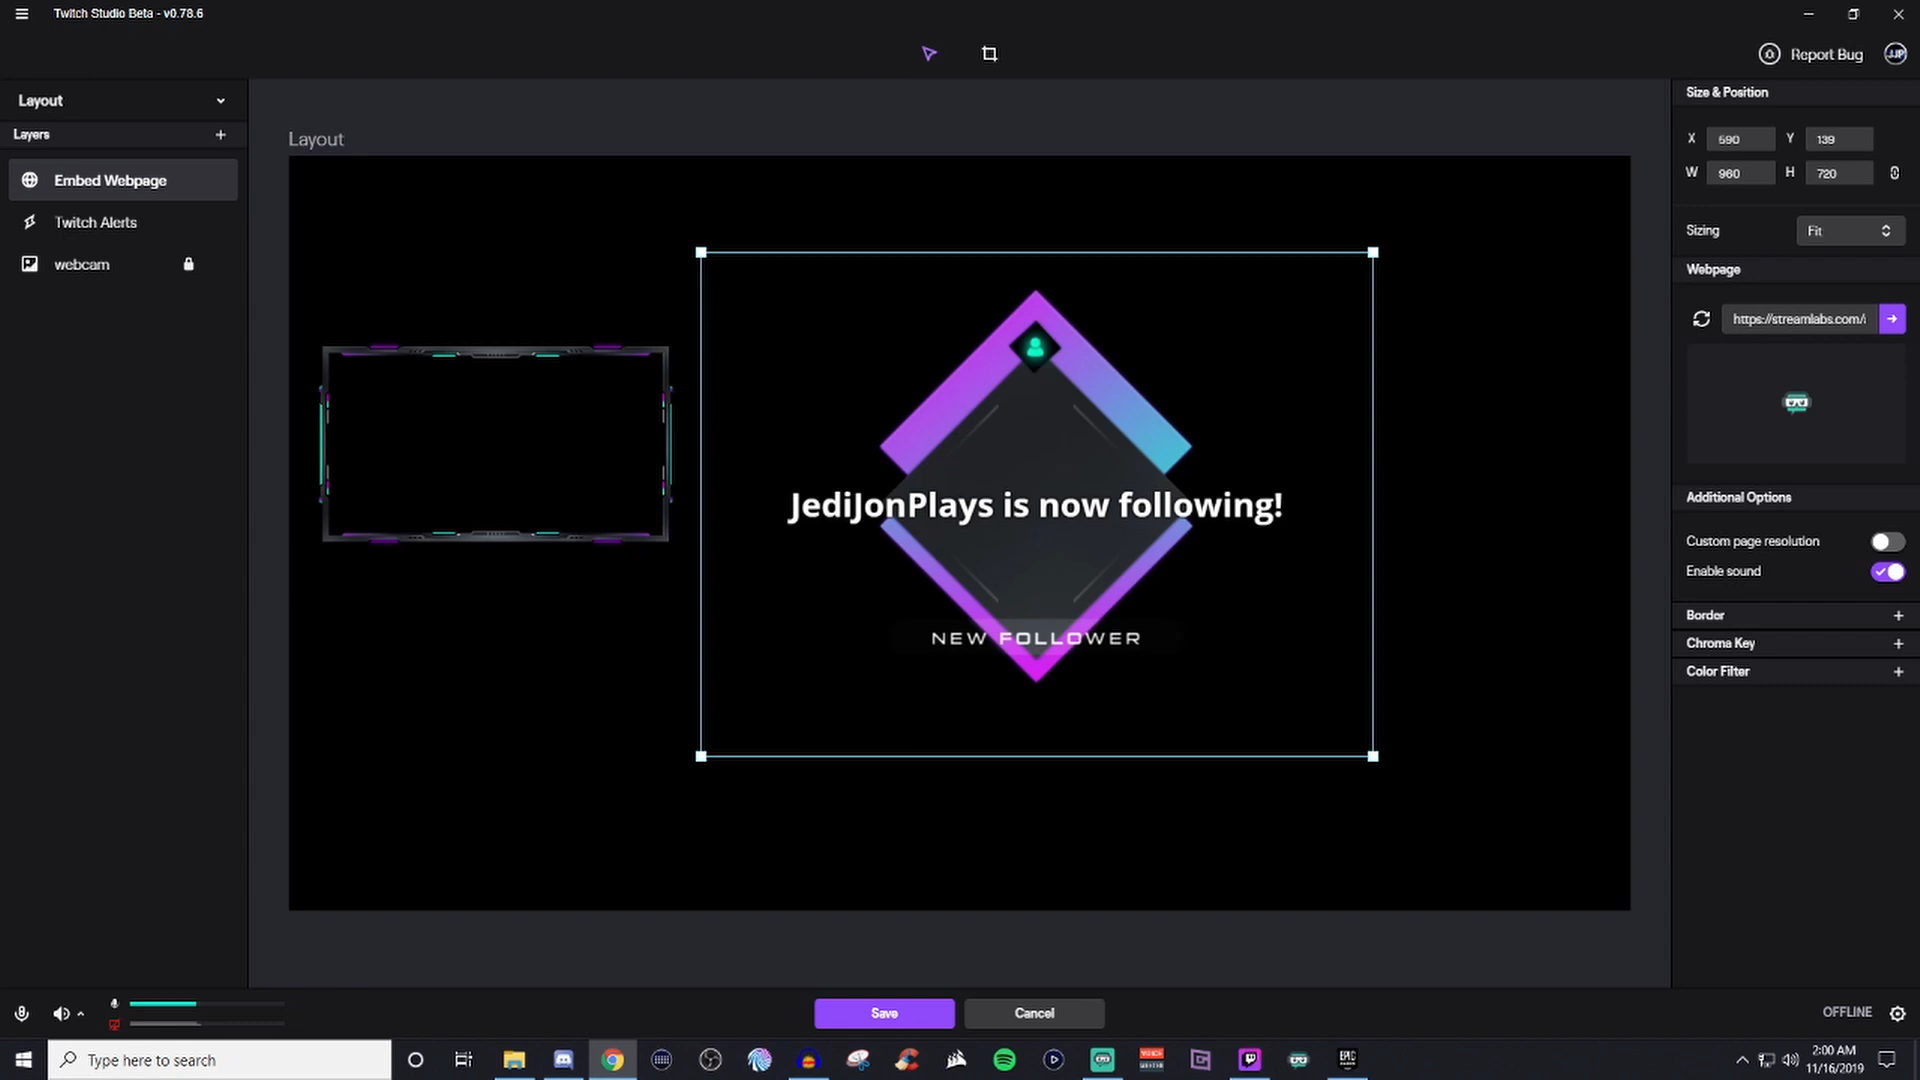 Twitch Studio Beta - v0.78.6
Report Bug
Layout
Layers
Embed Webpage
Twitch Alerts
webcam
Layout
JediJonPlays is now following!
NEW FOLLOWER
Size & Position
X 590 Y 139
W 960 H 720
Sizing Fit
Webpage
https://streamlabs.com/
Additional Options
Custom page resolution
Enable sound
Border
Chroma Key
Color Filter
Save
Cancel
OFFLINE
Type here to search
EPIC
2:00 AM
11/16/2019